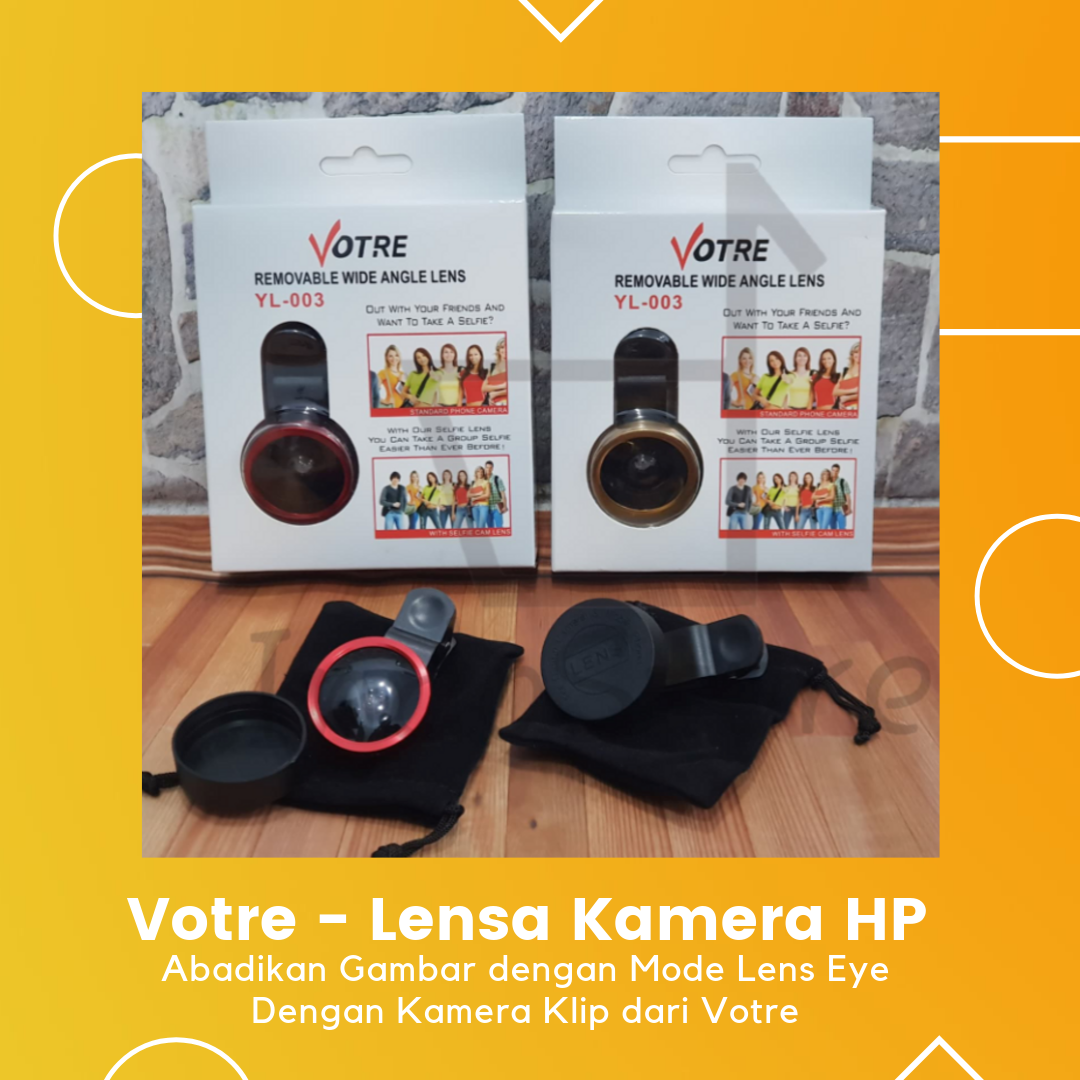 VOTRE
REMOVABLE WIDE ANGLE LENS
YL-003
OUT WITH YOUR FRIENDS AND
WANT TO TAKE A SELFIE?
STANDARD PHONE CAMERA
WITH OUR SELFIE LENS
YOU CAN TAKE A GROUP SELFIE
EASIER THAN EVER BEFORE!
WITH SELFIE CAM LENS
VOTRE
REMOVABLE WIDE ANGLE LENS
YL-003
OUT WITH YOUR FRIENDS AND
WANT TO TAKE A SELFIE?
STANDARD PHONE CAMERA
WITH OUR SELFIE LENS
YOU CAN TAKE A GROUP SELFIE
EASIER THAN EVER BEFORE!
WITH SELFIE CAM LENS
LENS
Votre - Lensa Kamera HP
Abadikan Gambar dengan Mode Lens Eye
Dengan Kamera Klip dari Votre